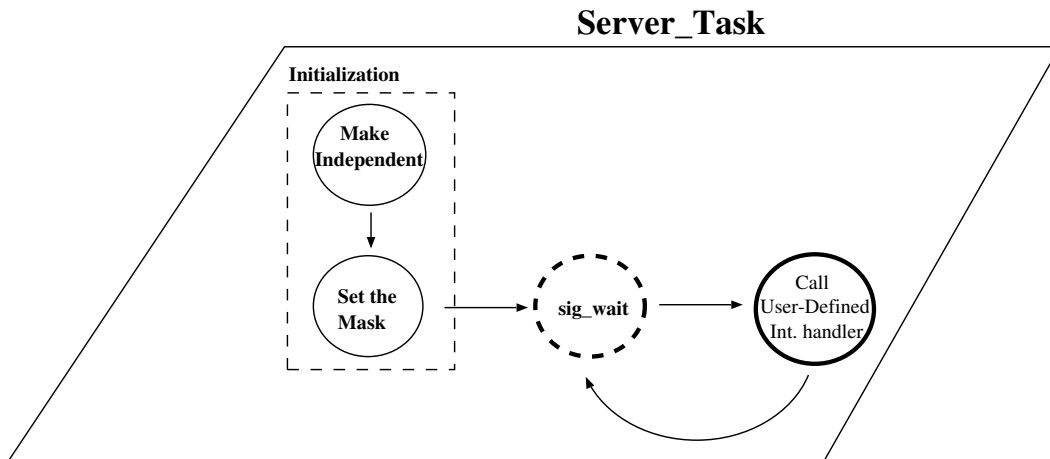 Server_Task
Initialization
Make
Independent
Set the
Mask
sig_wait
Call
User-Defined
Int. handler